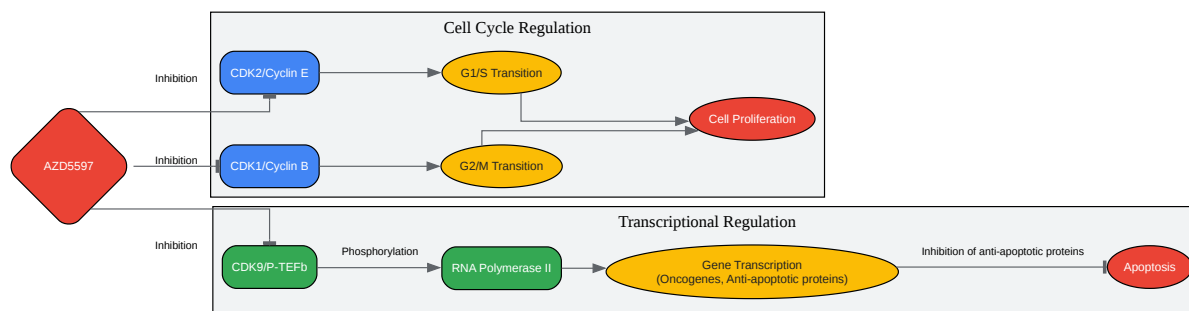 Cell Cycle Regulation
Inhibition
CDK2/Cyclin E
G1/S Transition
Cell Proliferation
AZD5597
Inhibition
CDK1/Cyclin B
G2/M Transition
Transcriptional Regulation
Inhibition
CDK9/P-TEFb
Phosphorylation
RNA Polymerase II
Gene Transcription
(Oncogenes, Anti-apoptotic proteins)
Inhibition of anti-apoptotic proteins
Apoptosis